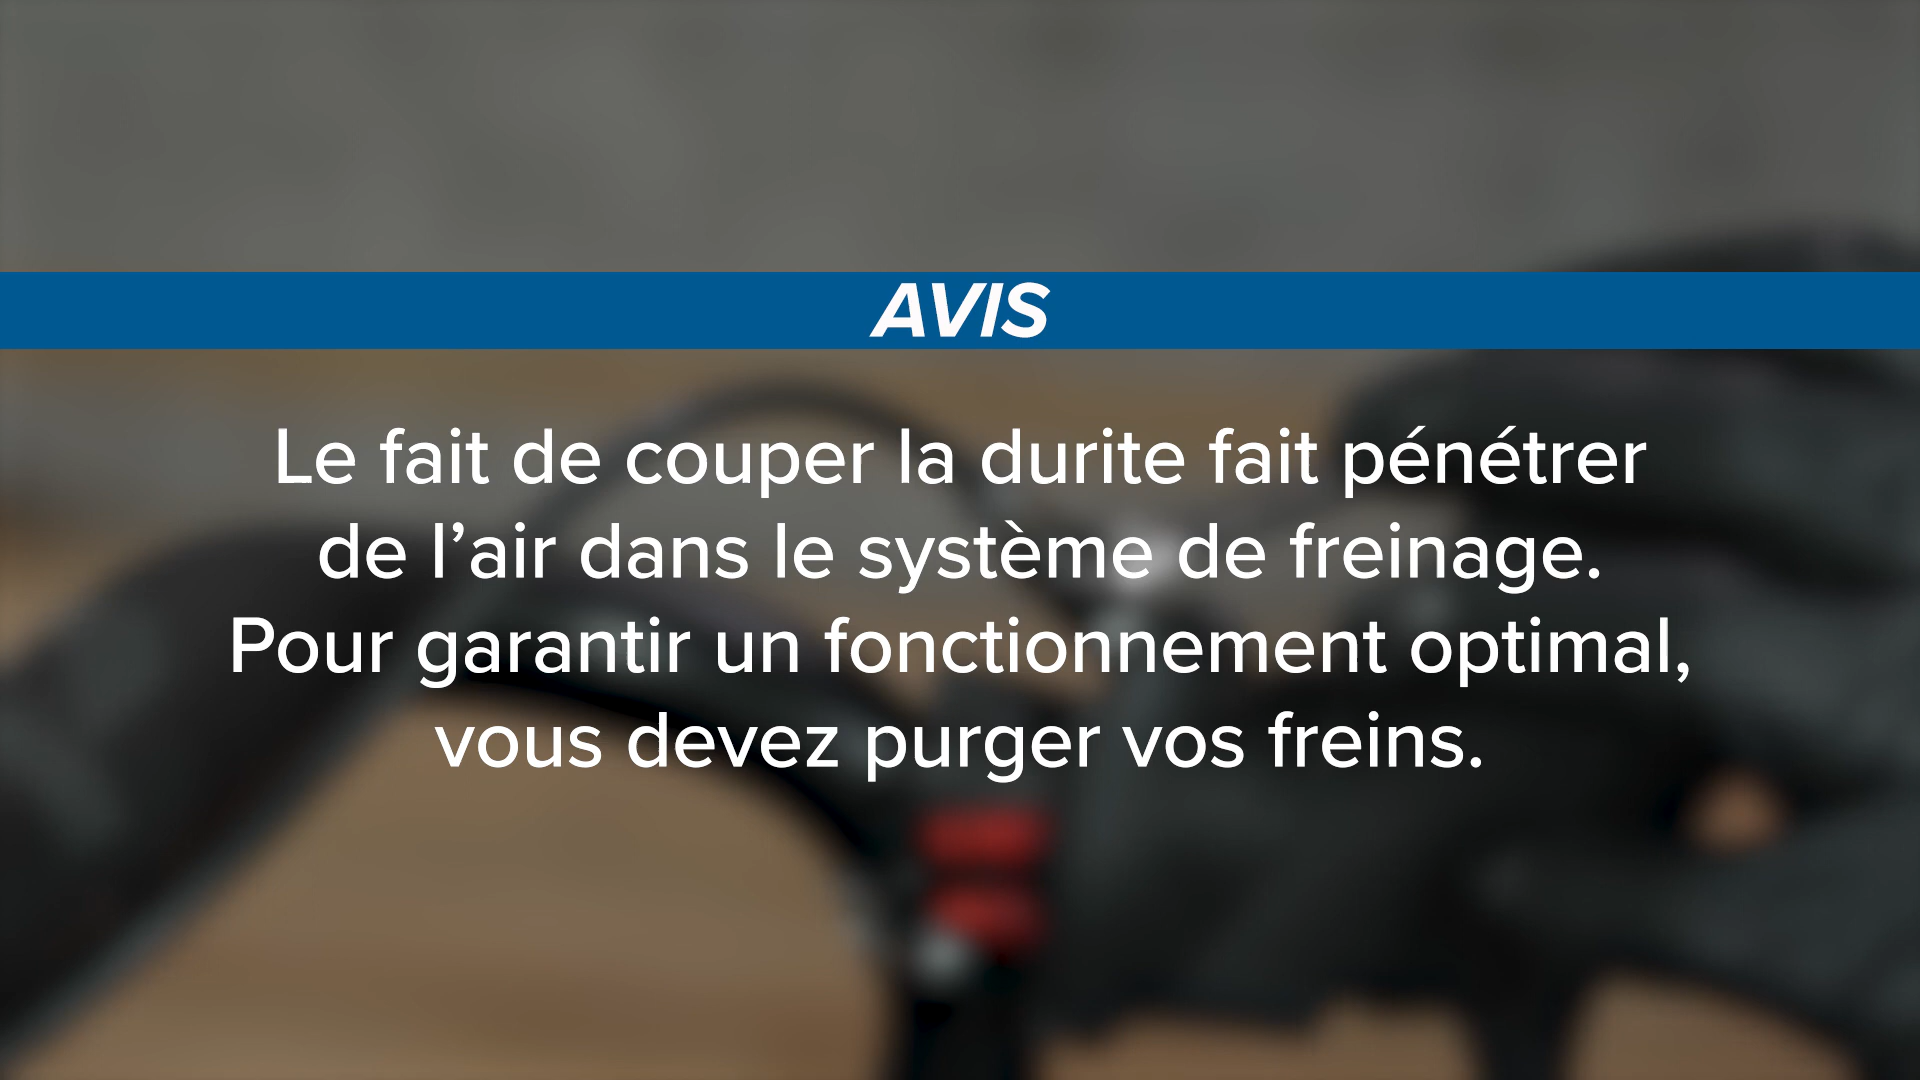 AVIS
Le fait de couper la durite fait pénétrer
de l’air dans le système de freinage.
Pour garantir un fonctionnement optimal,
vous devez purger vos freins.